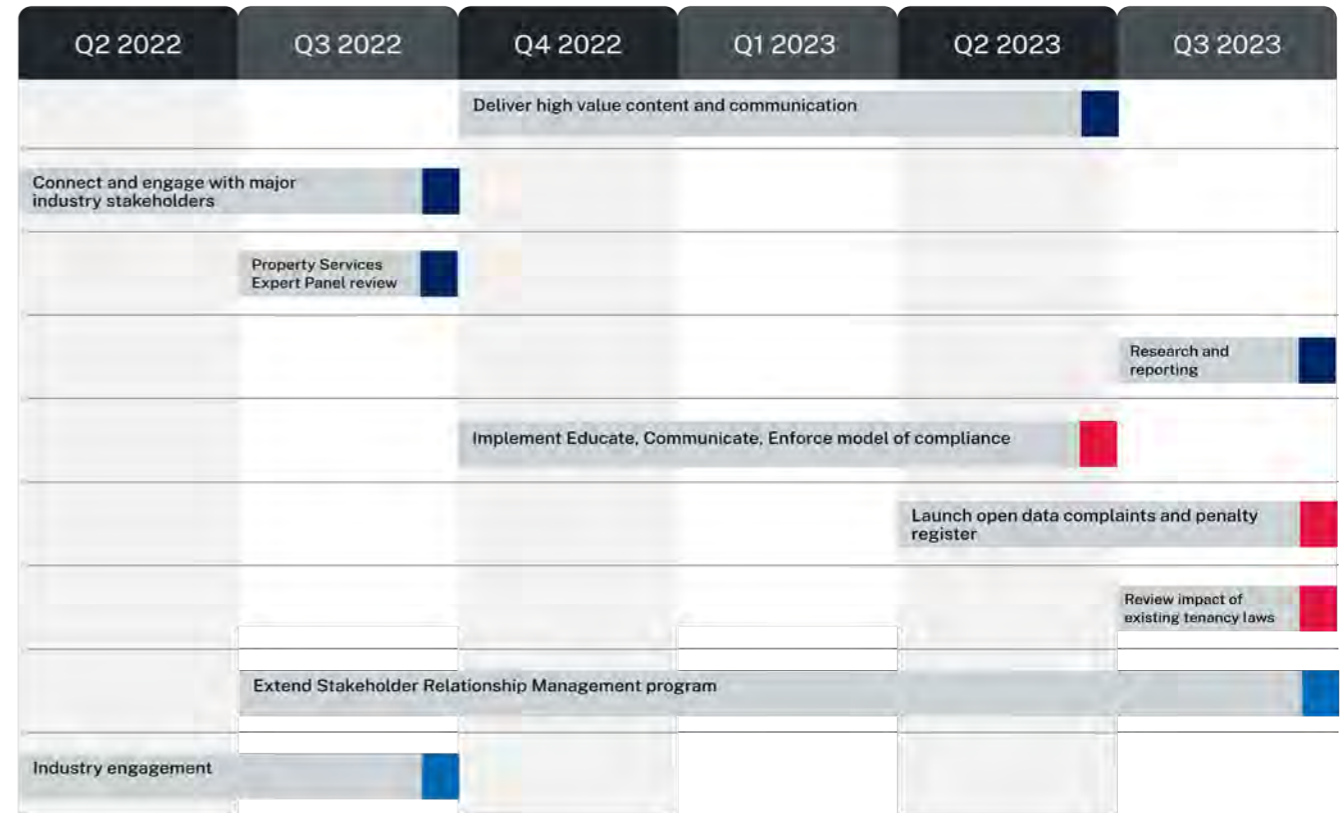 Q2 2022 Q3 2022 Q4 2022 Q1 2023 Q2 2023 Q3 2023
Deliver high value content and communication
Connect and engage with major
industry stakeholders
Property Services
Expert Panel review
Research and
reporting
Implement Educate, Communicate, Enforce model of compliance
Launch open data complaints and penalty
register
Review impact of
existing tenancy laws
Extend Stakeholder Relationship Management program
Industry engagement